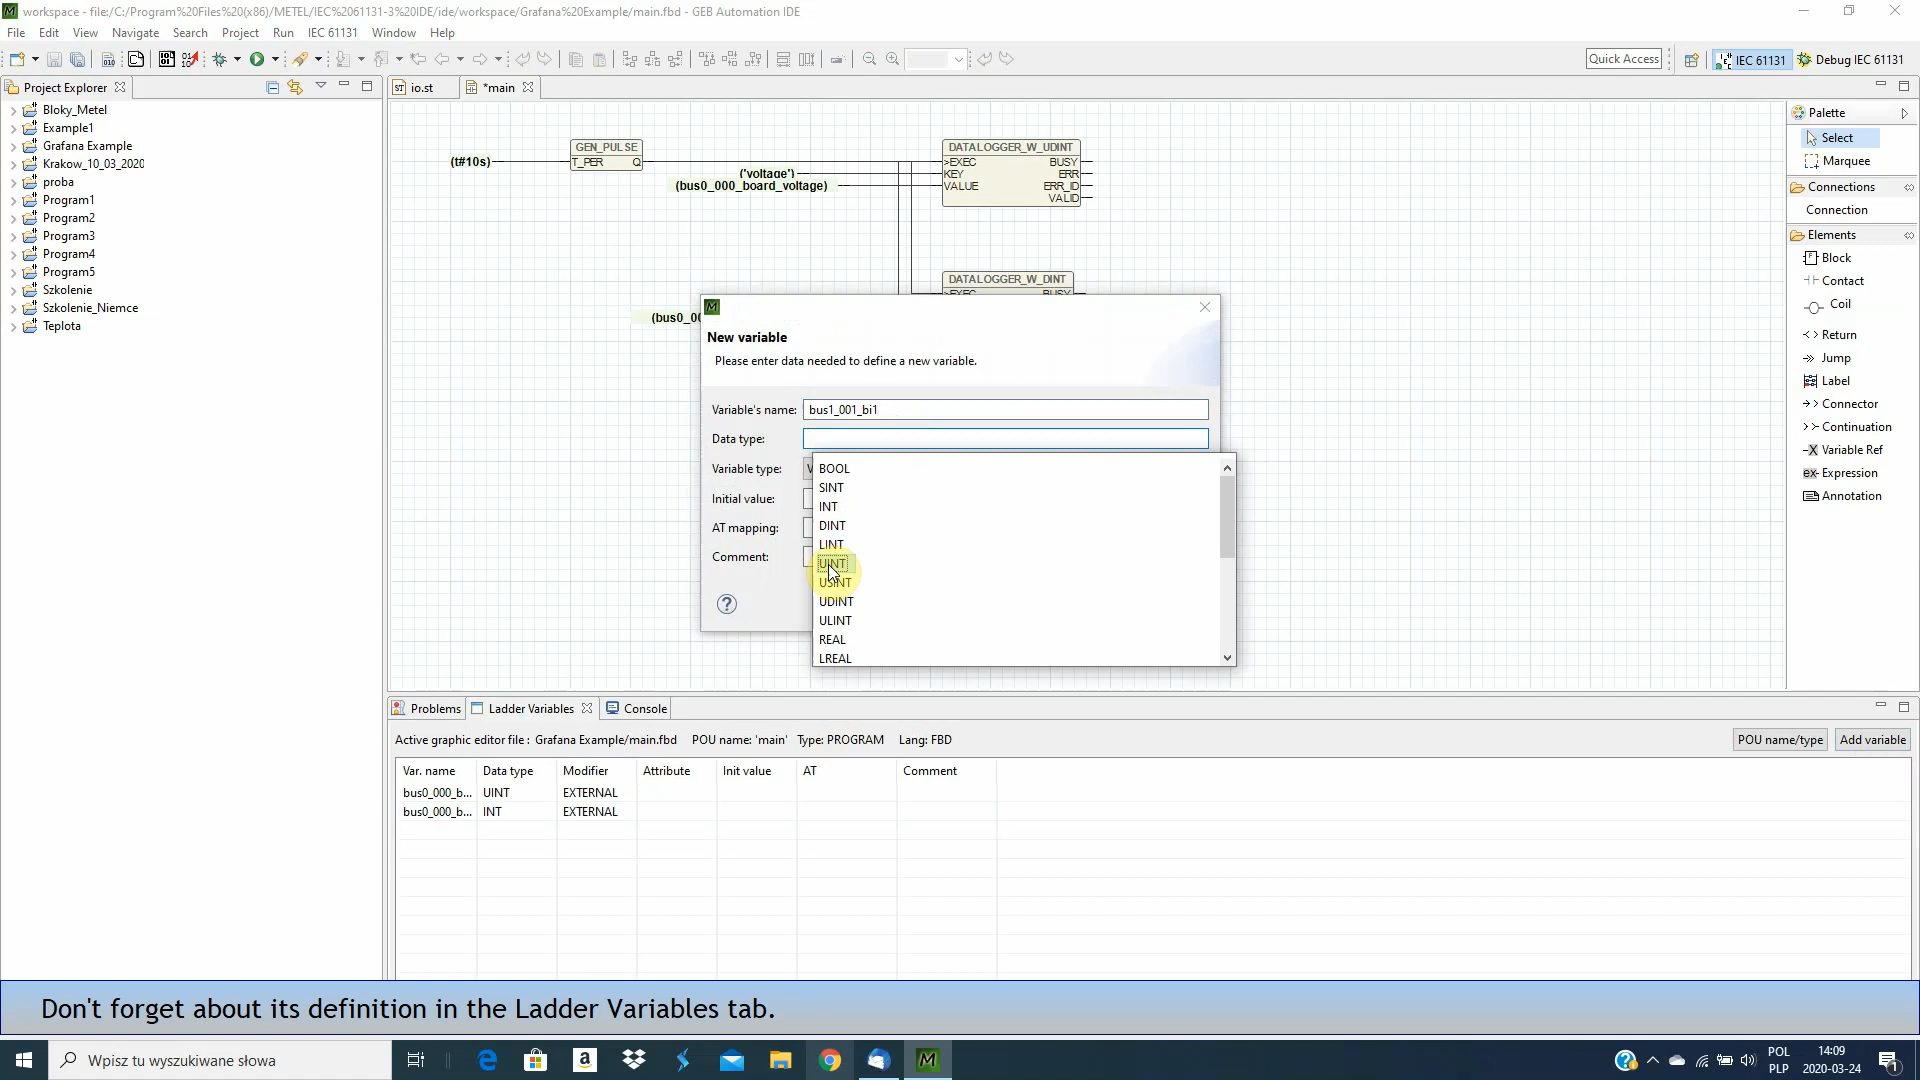 workspace - file:/C:/Program%20Files%20(x86)/METEL/IEC%2061131-3%20IDE/ide/workspace/Grafana%20Example/main.fbd - GEB Automation IDE
File Edit View Navigate Search Project Run IEC 61131 Window Help
Quick Access
IEC 61131
Debug IEC 61131
Project Explorer
Bloky_Metel
Example1
Grafana Example
Krakow_10_03_2020
proba
Program1
Program2
Program3
Program4
Program5
Szkolenie
Szkolenie_Niemce
Teplota
io.st
*main
(t#10s)
GEN_PULSE
T_PER Q
('voltage')
(bus0_000_board_voltage)
DATALOGGER_W_UDINT
>EXEC BUSY
KEY ERR
VALUE ERR_ID
VALID
DATALOGGER_W_DINT
>EXEC BUSY
(bus0_00
New variable
Please enter data needed to define a new variable.
Variable's name: bus1_001_bi1
Data type:
Variable type:
Initial value:
AT mapping:
Comment:
BOOL
SINT
INT
DINT
LINT
UINT
USINT
UDINT
ULINT
REAL
LREAL
Palette
Select
Marquee
Connections
Connection
Elements
Block
Contact
Coil
Return
Jump
Label
Connector
Continuation
Variable Ref
Expression
Annotation
Problems
Ladder Variables
Console
Active graphic editor file : Grafana Example/main.fbd POU name: 'main' Type: PROGRAM Lang: FBD
POU name/type
Add variable
Var. name Data type Modifier Attribute Init value AT Comment
bus0_000_b... UINT EXTERNAL
bus0_000_b... INT EXTERNAL
Don't forget about its definition in the Ladder Variables tab.
Wpisz tu wyszukiwane słowa
POL
PLP
14:09
2020-03-24